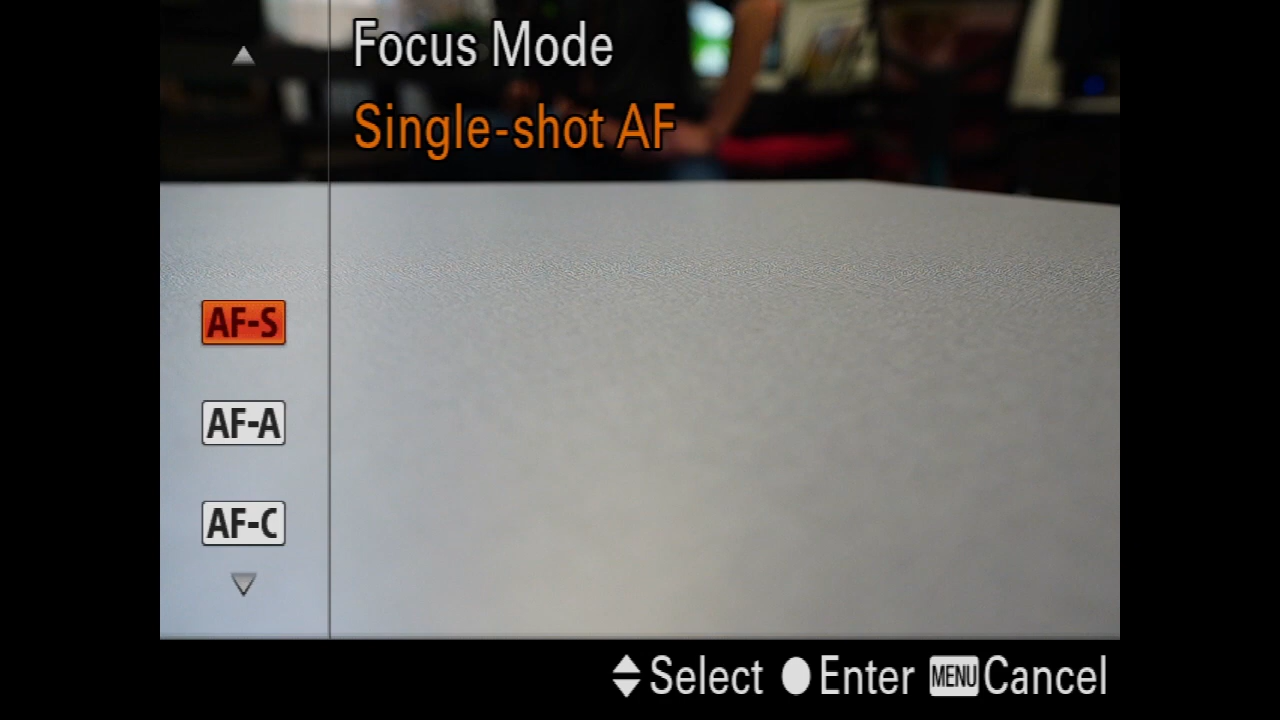 Focus Mode
Single-shot AF
AF-S
AF-A
AF-C
Select Enter MENU Cancel